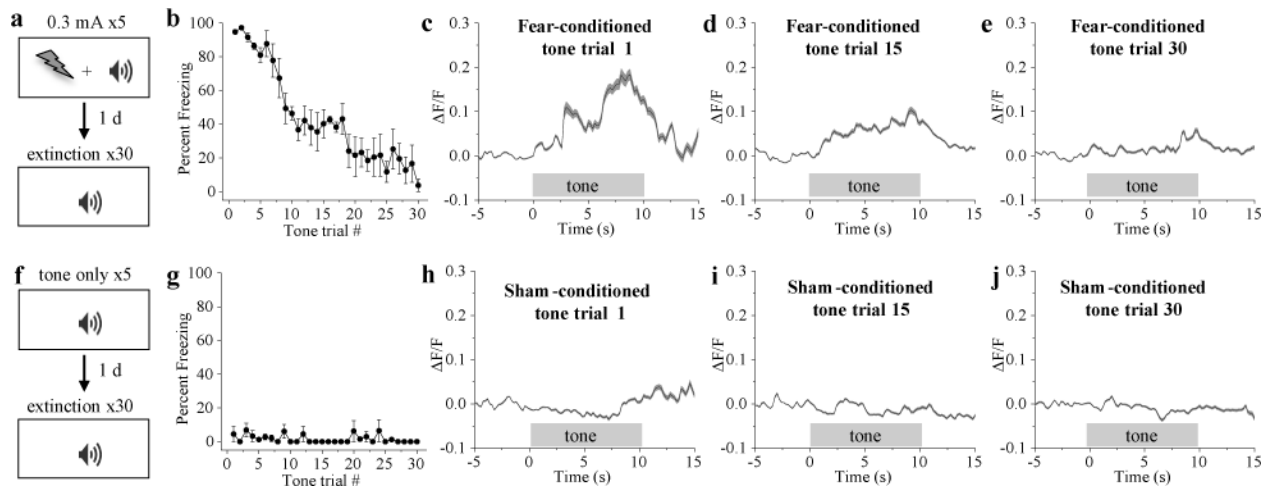 a
0.3 mA x5
+
1 d
extinction x30
b
100
80
60
40
20
0
Percent Freezing
0 5 10 15 20 25 30
Tone trial #
c
Fear-conditioned
tone trial 1
0.3
0.2
0.1
0.0
-0.1
ΔF/F
tone
-5 0 5 10 15
Time (s)
d
Fear-conditioned
tone trial 15
0.3
0.2
0.1
0.0
-0.1
ΔF/F
tone
-5 0 5 10 15
Time (s)
e
Fear-conditioned
tone trial 30
0.3
0.2
0.1
0.0
-0.1
ΔF/F
tone
-5 0 5 10 15
Time (s)
f
tone only x5
1 d
extinction x30
g
100
80
60
40
20
0
Percent Freezing
0 5 10 15 20 25 30
Tone trial #
h
Sham-conditioned
tone trial 1
0.3
0.2
0.1
0.0
-0.1
ΔF/F
tone
-5 0 5 10 15
Time (s)
i
Sham-conditioned
tone trial 15
0.3
0.2
0.1
0.0
-0.1
ΔF/F
tone
-5 0 5 10 15
Time (s)
j
Sham-conditioned
tone trial 30
0.3
0.2
0.1
0.0
-0.1
ΔF/F
tone
-5 0 5 10 15
Time (s)